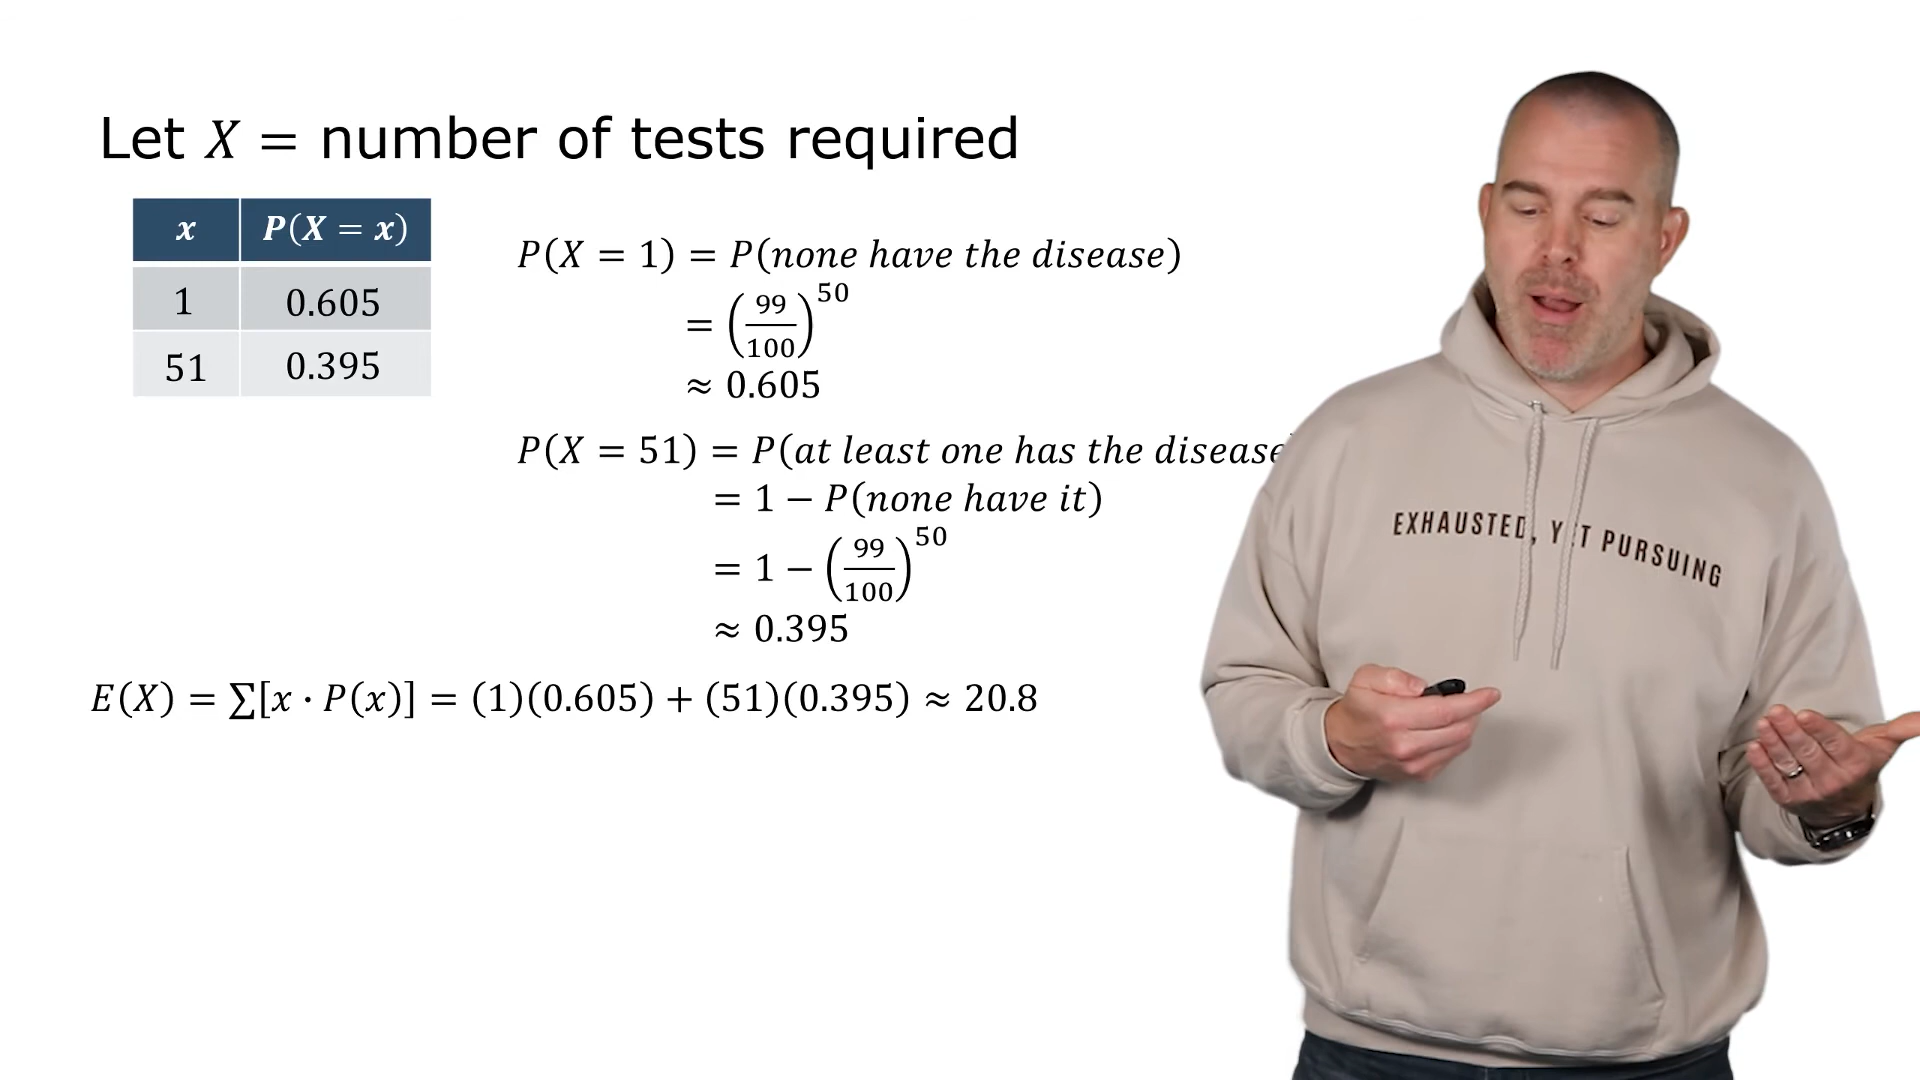 Let X = number of tests required
x P(X = x)
1 0.605
51 0.395
P(X = 1) = P(none have the disease)
= (99/100)^50
≈ 0.605
P(X = 51) = P(at least one has the disease)
= 1 − P(none have it)
= 1 − (99/100)^50
≈ 0.395
E(X) = ∑[x · P(x)] = (1)(0.605) + (51)(0.395) ≈ 20.8
EXHAUSTED, YET PURSUING